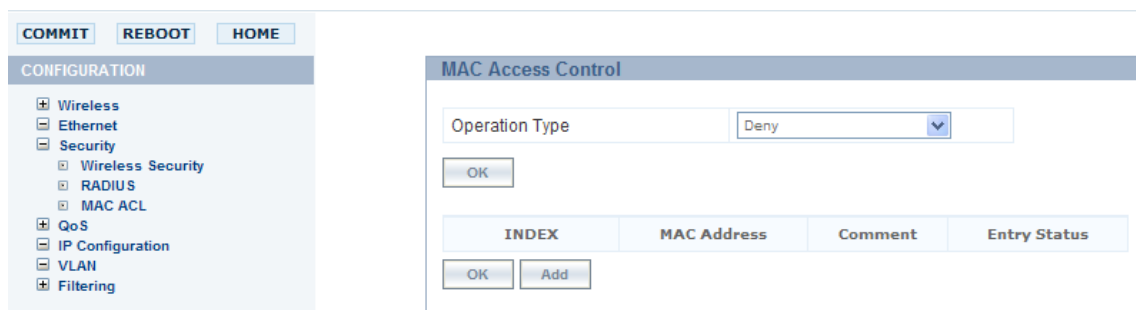 COMMIT REBOOT HOME
CONFIGURATION
Wireless
Ethernet
Security
Wireless Security
RADIUS
MAC ACL
QoS
IP Configuration
VLAN
Filtering
MAC Access Control
Operation Type Deny
OK
INDEX MAC Address Comment Entry Status
OK Add